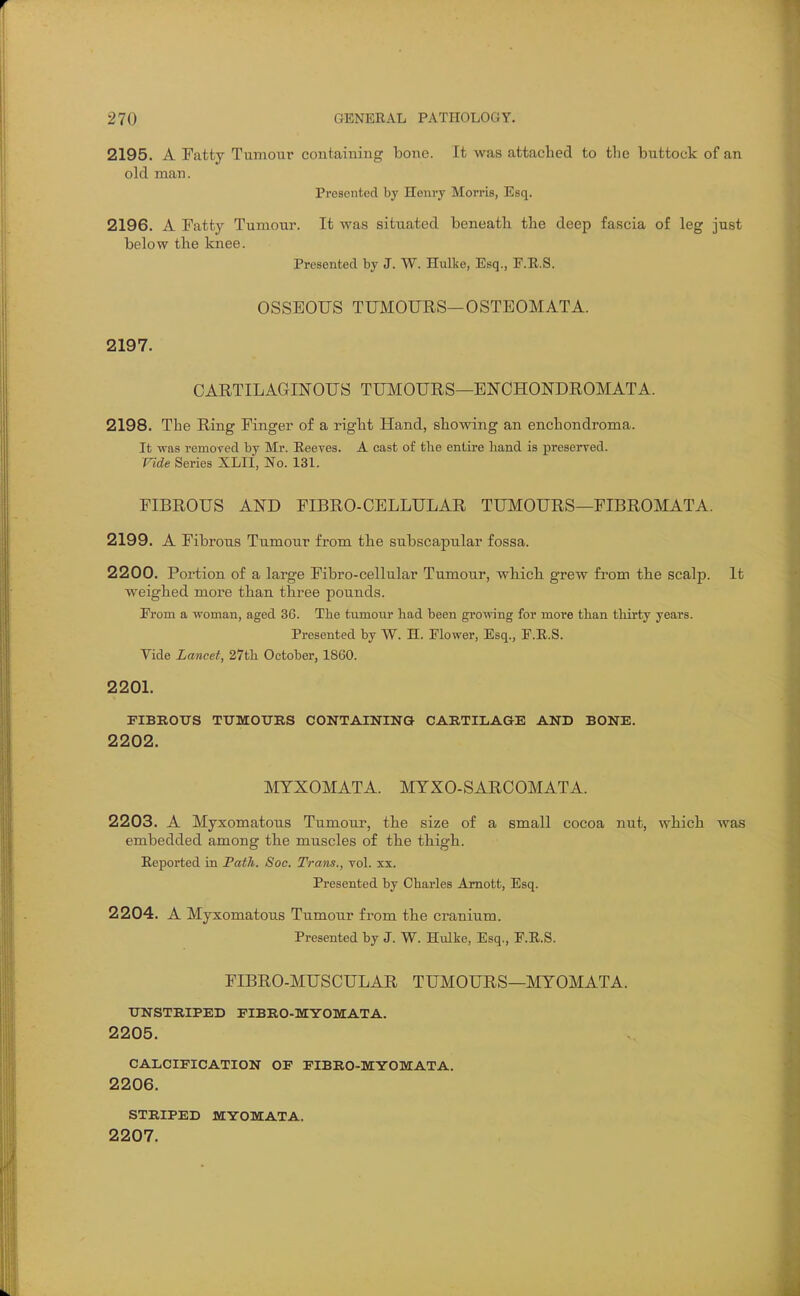 270 GENERAL PATHOLOGY.
2195. A Fatty Tumour containing bone. It was attached to the buttock of an
old man.
Presented by Henry Morris, Esq.
2196. A Fatty Tumour. It was situated beneath the deep fascia of leg just
below the knee.
Presented by J. W. Hulke, Esq., F.R.S.
OSSEOUS TUMOURS—OSTEOMATA.
2197.
CARTILAGINOUS TUMOURS—ENCHONDROMATA.
2198. The Ring Finger of a right Hand, showing an enchondroma.
It was removed by Mr. Reeves. A cast of the entire hand is preserved.
Vide Series XLII, No. 131.
FIBROUS AND FIBRO-CELLULAR TUMOURS—FIBROMATA.
2199. A Fibrous Tumour from the subscapular fossa.
2200. Portion of a large Fibro-cellular Tumour, which grew from the scalp. It
weighed more than three pounds.
From a woman, aged 36. The tumour had been growing for more than thirty years.
Presented by W. H. Flower, Esq., F.R.S.
Vide Lancet, 27th October, 1860.
2201.
FIBROUS TUMOURS CONTAINING CARTILAGE AND BONE.
2202.
MYXOMATA. MYXO-SARCOMATA.
2203. A Myxomatous Tumour, the size of a small cocoa nut, which was
embedded among the muscles of the thigh.
Reported in Path. Soc. Trans., vol. xx.
Presented by Charles Arnott, Esq.
2204. A Myxomatous Tumour from the cranium.
Presented by J. W. Hulke, Esq., F.R.S.
FIBRO-MUSCULAR TUMOURS—MYOMATA.
UNSTRIPED FIBRO-MYOMATA.
2205.
CALCIFICATION OF FIBRO-MYOMATA.
2206.
STRIPED MYOMATA.
2207.